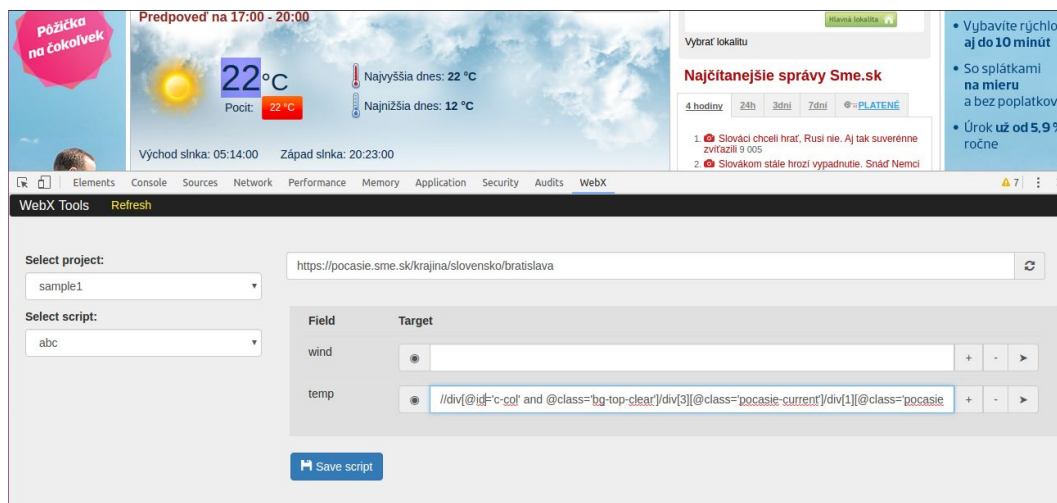 Pôžička
na čokoľvek
Predpoveď na 17:00 - 20:00
22°C
Pocit: 22 °C
Najvyššia dnes: 22 °C
Najnižšia dnes: 12 °C
Východ slnka: 05:14:00 Západ slnka: 20:23:00
Hlavná lokalita
Vybrať lokalitu
Najčítanejšie správy Sme.sk
4 hodiny 24h 3dni 7dní PLATENÉ
1. Slováci chceli hrať, Rusi nie. Aj tak suverénne
zvíťazili 9 005
2. Slovákom stále hrozí vypadnutie. Snáď Nemci
• Vybavíte rýchlo
aj do 10 minút
• So splátkami
na mieru
a bez poplatkov
• Úrok už od 5,9 %
ročne
Elements Console Sources Network Performance Memory Application Security Audits WebX
7
WebX Tools Refresh
Select project:
sample1
Select script:
abc
https://pocasie.sme.sk/krajina/slovensko/bratislava
Field Target
wind
+ -
temp //div[@id='c-col' and @class='bg-top-clear']/div[3][@class='pocasie-current']/div[1][@class='pocasie
+ -
Save script